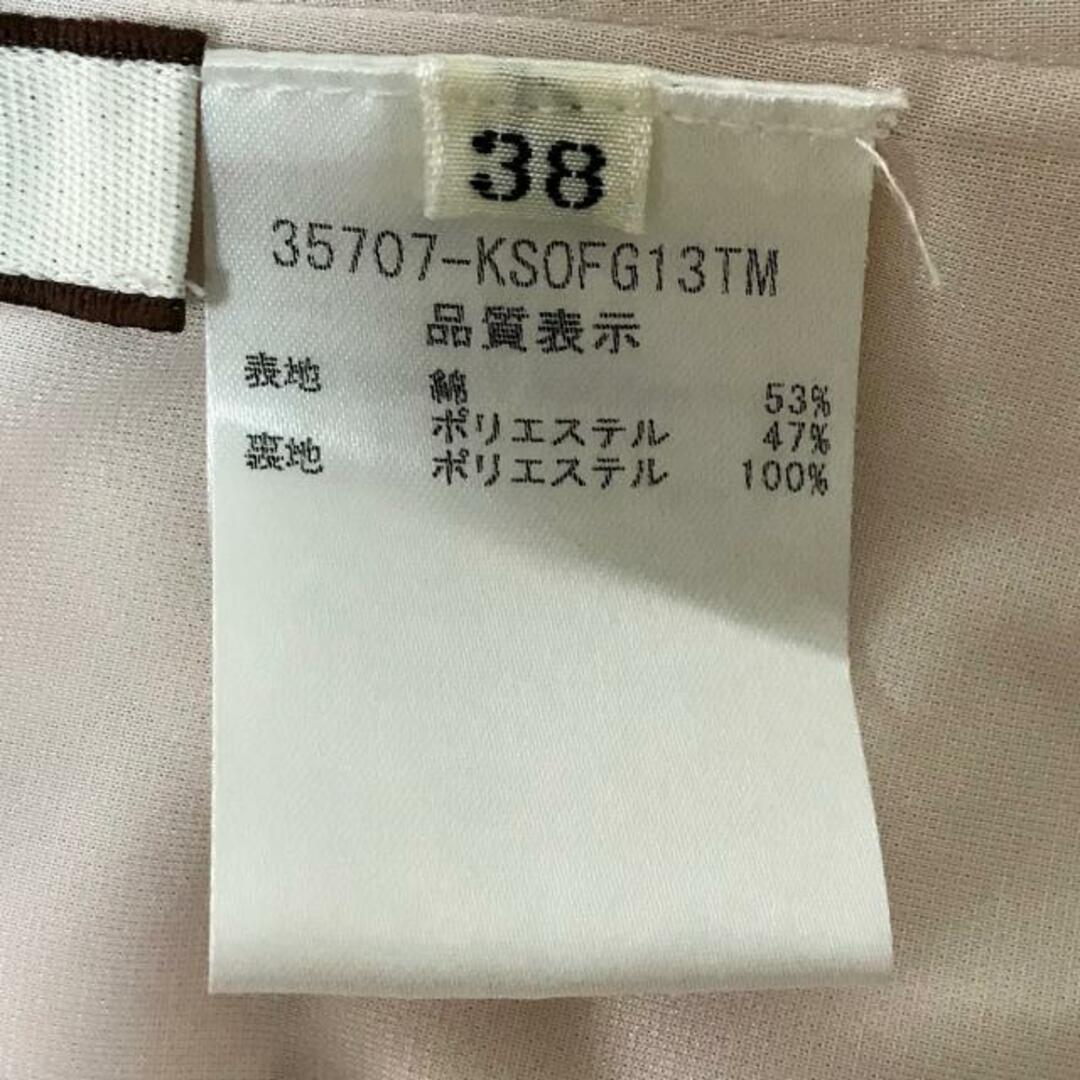 38
35707-KSOFG13TM
品質表示
表地 綿 53%
ポリエステル 47%
裏地 ポリエステル 100%